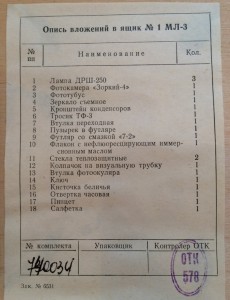 Опись вложений в ящик № 1 МЛ-3
№ пп Наименование Кол.
1 Лампа ДРШ-250 3
2 Фотокамера «Зоркий-4» 1
3 Фототубус 1
4 Зеркало съемное 1
5 Кронштейн конденсоров 1
6 Тросик ТФ-3 1
7 Втулка переходная 1
8 Пузырек в футляре 1
9 Футляр со смазкой «7-2» 1
10 Флакон с нефлюоресцирующим иммерсионным маслом 1
11 Стекла теплозащитные 2
12 Колпачок на визуальную трубку 1
13 Втулка фотоокуляра 1
14 Ключ 1
15 Кисточка беличья 1
16 Отвертка часовая 1
17 Пинцет 1
18 Салфетка 1
№ комплекта Упаковщик Контролер ОТК
ОТК
578
Зак. № 6531